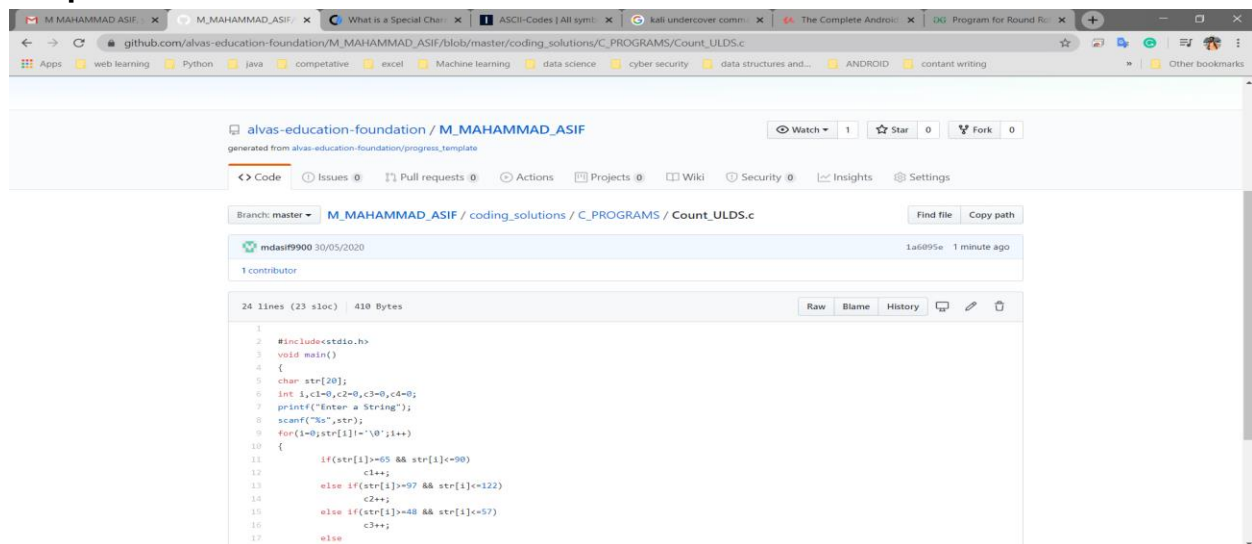 M MAHAMMAD ASIF
M_MAHAMMAD_ASIF/
What is a Special Char
ASCII-Codes | All symb
kali undercover comm
The Complete Android
DG Program for Round Ro
github.com/alvas-education-foundation/M_MAHAMMAD_ASIF/blob/master/coding_solutions/C_PROGRAMS/Count_ULDS.c
Apps web learning Python java competative excel Machine learning data science cyber security data structures and... ANDROID contant writing » Other bookmarks
alvas-education-foundation / M_MAHAMMAD_ASIF
Watch 1 Star 0 Fork 0
generated from alvas-education-foundation/progress_template
<> Code Issues 0 Pull requests 0 Actions Projects 0 Wiki Security 0 Insights Settings
Branch: master M_MAHAMMAD_ASIF / coding_solutions / C_PROGRAMS / Count_ULDS.c Find file Copy path
mdasif9900 30/05/2020 1a6095e 1 minute ago
1 contributor
24 lines (23 sloc) 410 Bytes Raw Blame History
1
2 #include<stdio.h>
3 void main()
4 {
5 char str[20];
6 int i,c1=0,c2=0,c3=0,c4=0;
7 printf("Enter a String");
8 scanf("%s",str);
9 for(i=0;str[i]!='\0';i++)
10 {
11 if(str[i]>=65 && str[i]<=90)
12 c1++;
13 else if(str[i]>=97 && str[i]<=122)
14 c2++;
15 else if(str[i]>=48 && str[i]<=57)
16 c3++;
17 else